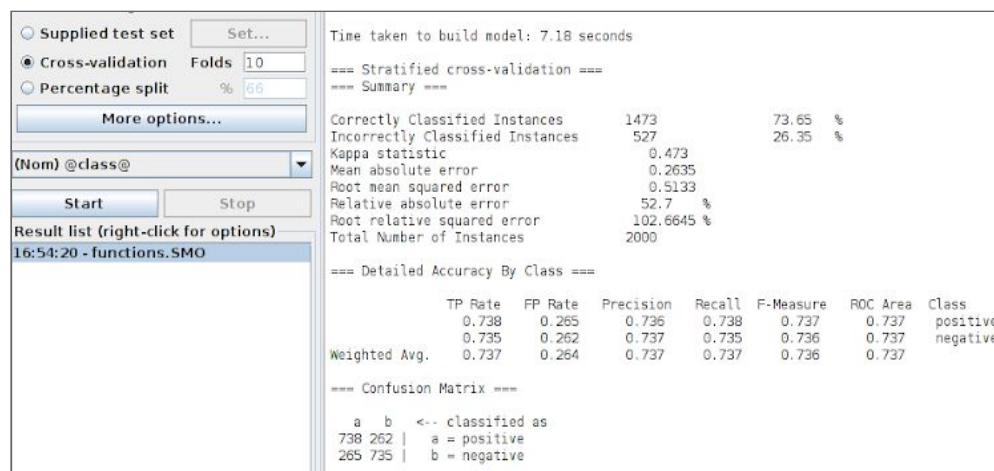 Supplied test set Set...
Cross-validation Folds 10
Percentage split % 66
More options...
(Nom) @class@
Start Stop
Result list (right-click for options)
16:54:20 - functions.SMO
Time taken to build model: 7.18 seconds
=== Stratified cross-validation ===
=== Summary ===
Correctly Classified Instances 1473 73.65 %
Incorrectly Classified Instances 527 26.35 %
Kappa statistic 0.473
Mean absolute error 0.2635
Root mean squared error 0.5133
Relative absolute error 52.7 %
Root relative squared error 102.6645 %
Total Number of Instances 2000
=== Detailed Accuracy By Class ===
TP Rate FP Rate Precision Recall F-Measure ROC Area Class
0.738 0.265 0.736 0.738 0.737 0.737 positive
0.735 0.262 0.737 0.735 0.736 0.737 negative
Weighted Avg. 0.737 0.264 0.737 0.737 0.736 0.737
=== Confusion Matrix ===
a b <-- classified as
738 262 | a = positive
265 735 | b = negative